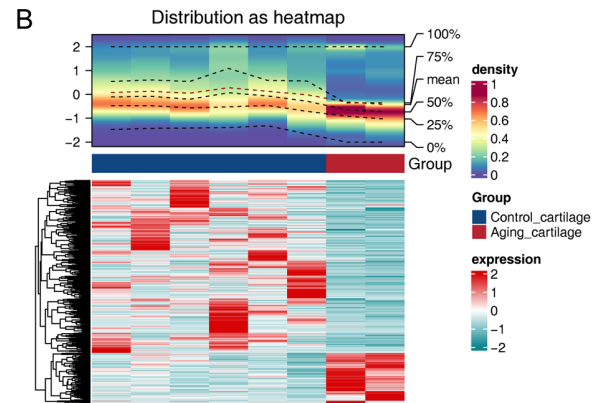 B
Distribution as heatmap
2
1
0
−1
−2
100%
75%
mean
50%
25%
0%
Group
density
1
0.8
0.6
0.4
0.2
0
Group
Control_cartilage
Aging_cartilage
expression
2
1
0
−1
−2